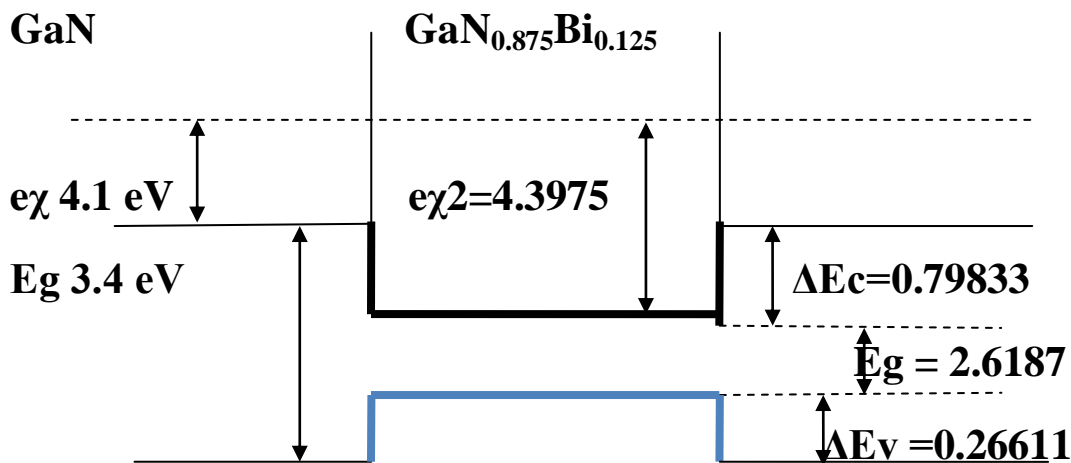 GaN GaN0.875Bi0.125
eχ 4.1 eV eχ2=4.3975
Eg 3.4 eV ΔEc=0.79833
Eg = 2.6187
ΔEv =0.26611